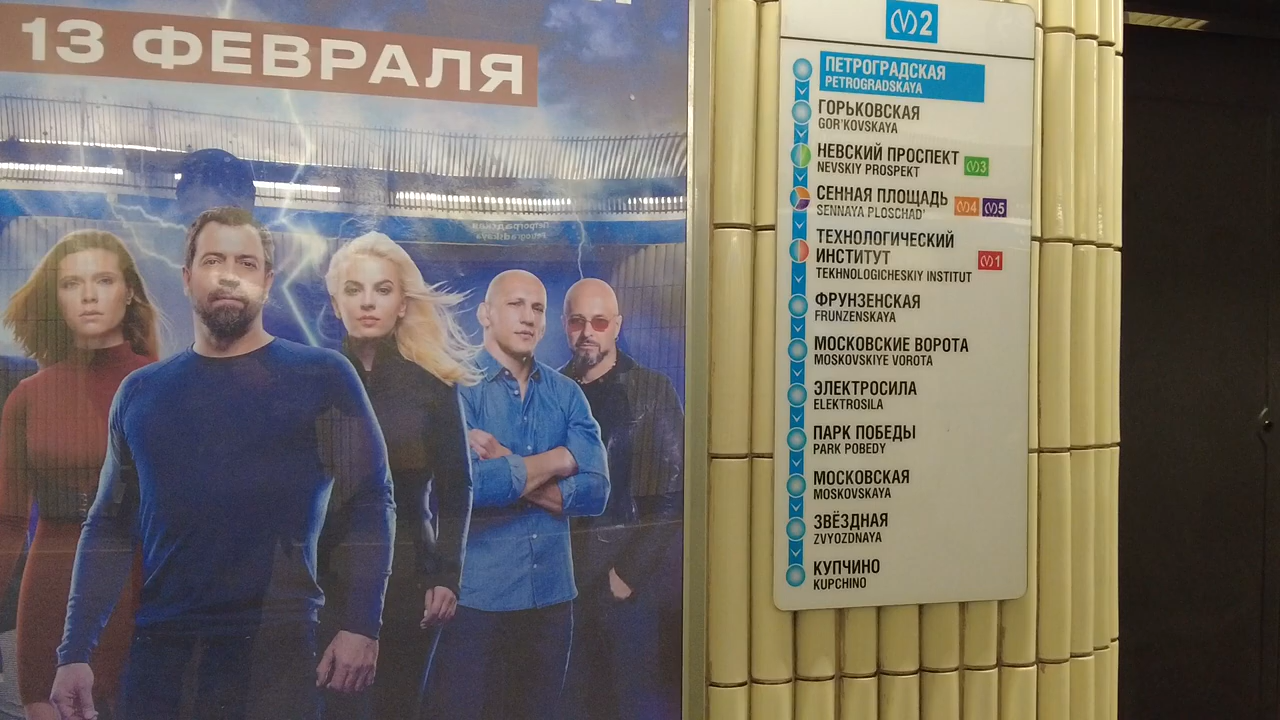 13 ФЕВРАЛЯ
2
ПЕТРОГРАДСКАЯ
PETROGRADSKAYA
ГОРЬКОВСКАЯ
GOR'KOVSKAYA
НЕВСКИЙ ПРОСПЕКТ 3
NEVSKIY PROSPEKT
СЕННАЯ ПЛОЩАДЬ 4 5
SENNAYA PLOSCHAD'
ТЕХНОЛОГИЧЕСКИЙ
ИНСТИТУТ 1
TEKHNOLOGICHESKIY INSTITUT
ФРУНЗЕНСКАЯ
FRUNZENSKAYA
МОСКОВСКИЕ ВОРОТА
MOSKOVSKIYE VOROTA
ЭЛЕКТРОСИЛА
ELEKTROSILA
ПАРК ПОБЕДЫ
PARK POBEDY
МОСКОВСКАЯ
MOSKOVSKAYA
ЗВЁЗДНАЯ
ZVYOZDNAYA
КУПЧИНО
KUPCHINO